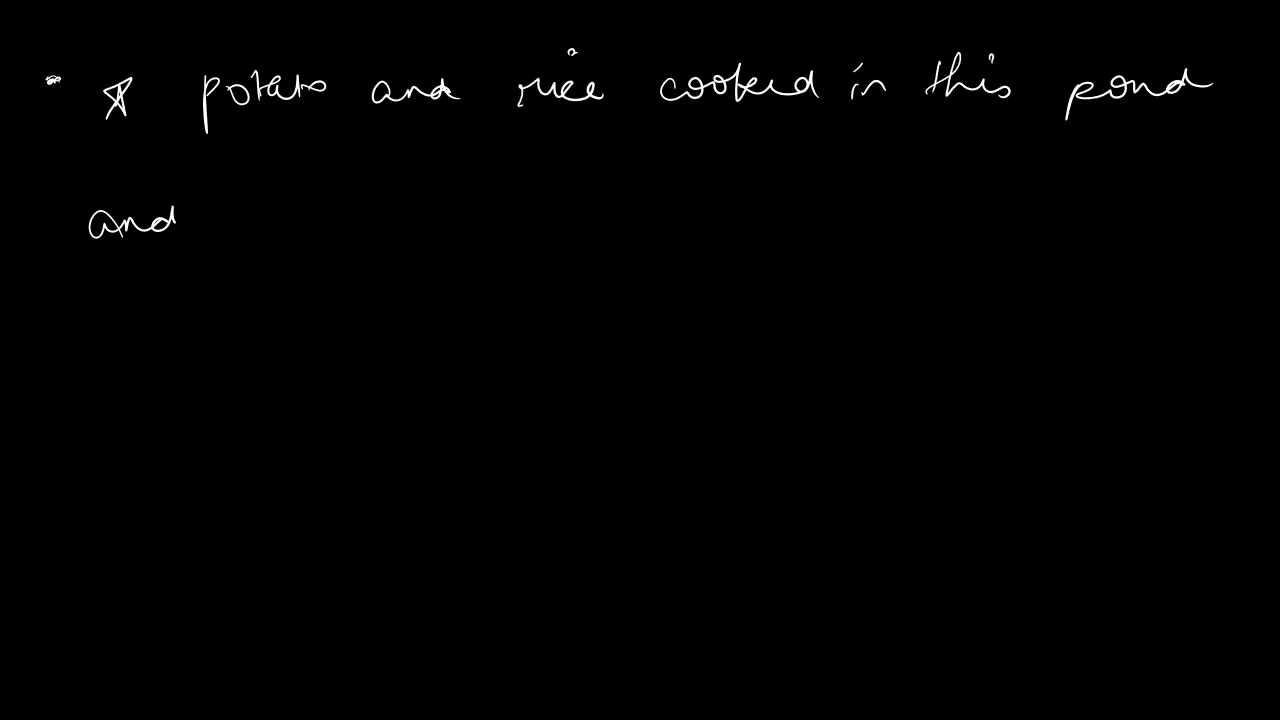 * potato and rice cooked in this pond
and